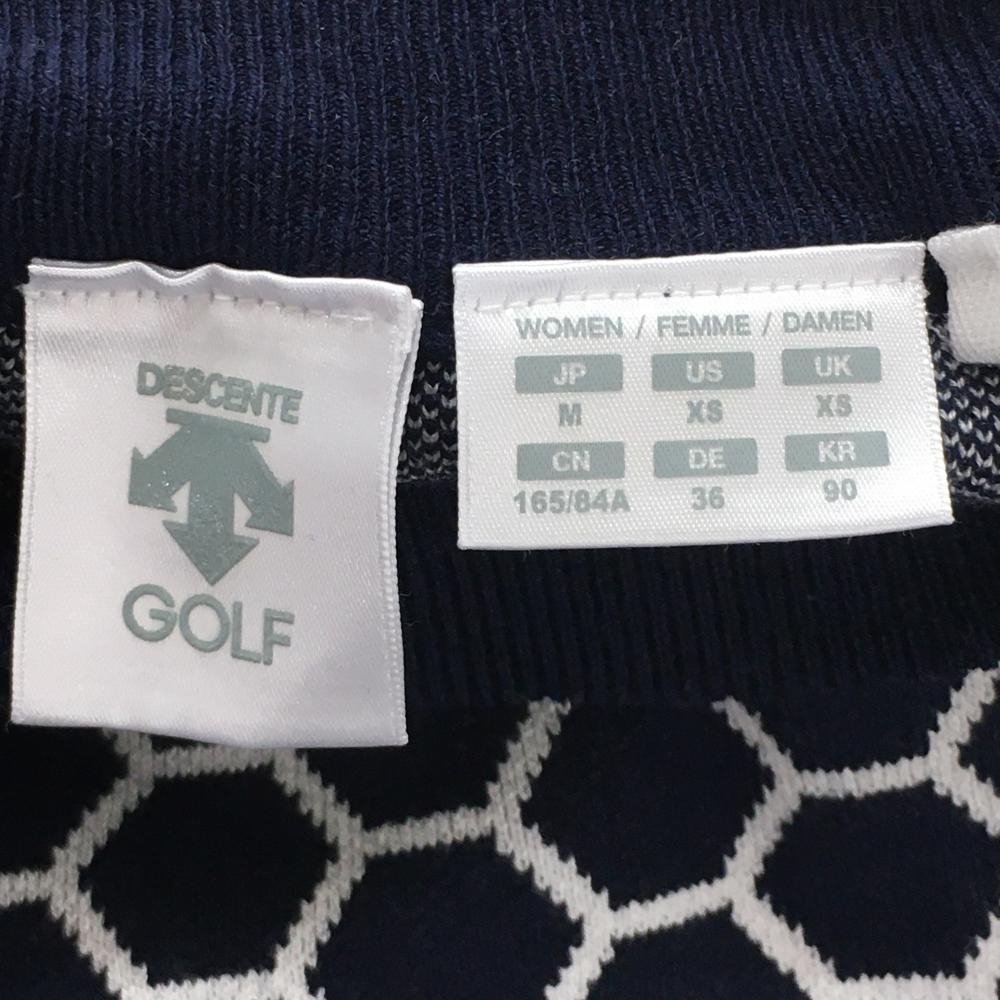 DESCENTE
GOLF
WOMEN / FEMME / DAMEN
JP US UK
M XS XS
CN DE KR
165/84A 36 90